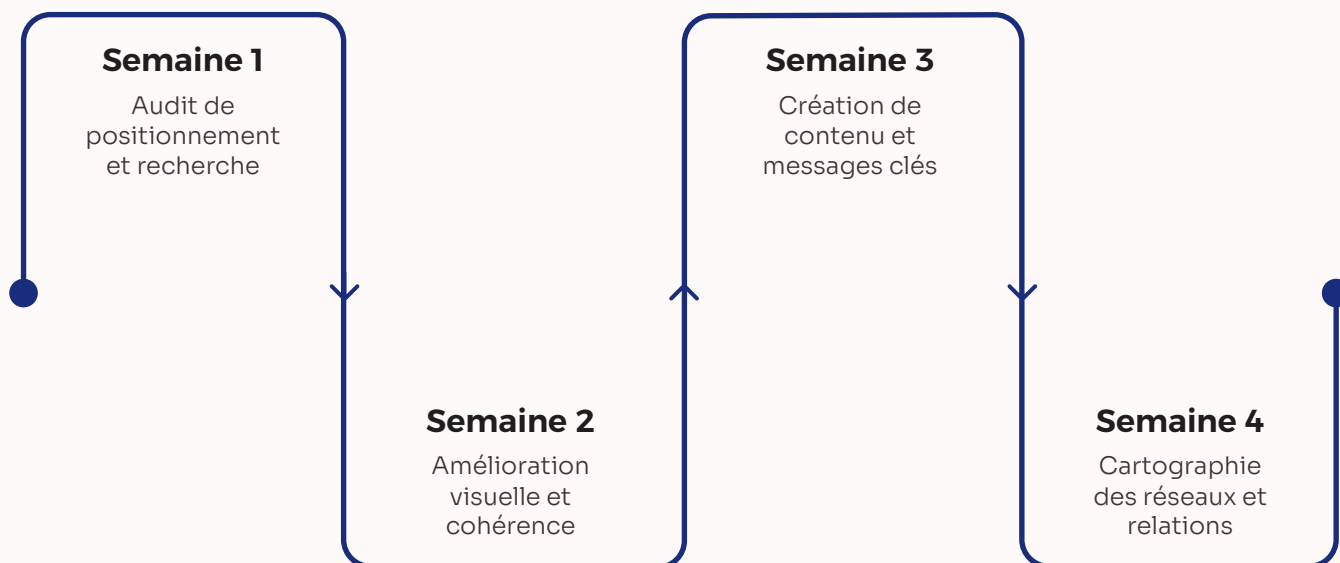 Semaine 1
Audit de
positionnement
et recherche
Semaine 2
Amélioration
visuelle et
cohérence
Semaine 3
Création de
contenu et
messages clés
Semaine 4
Cartographie
des réseaux et
relations